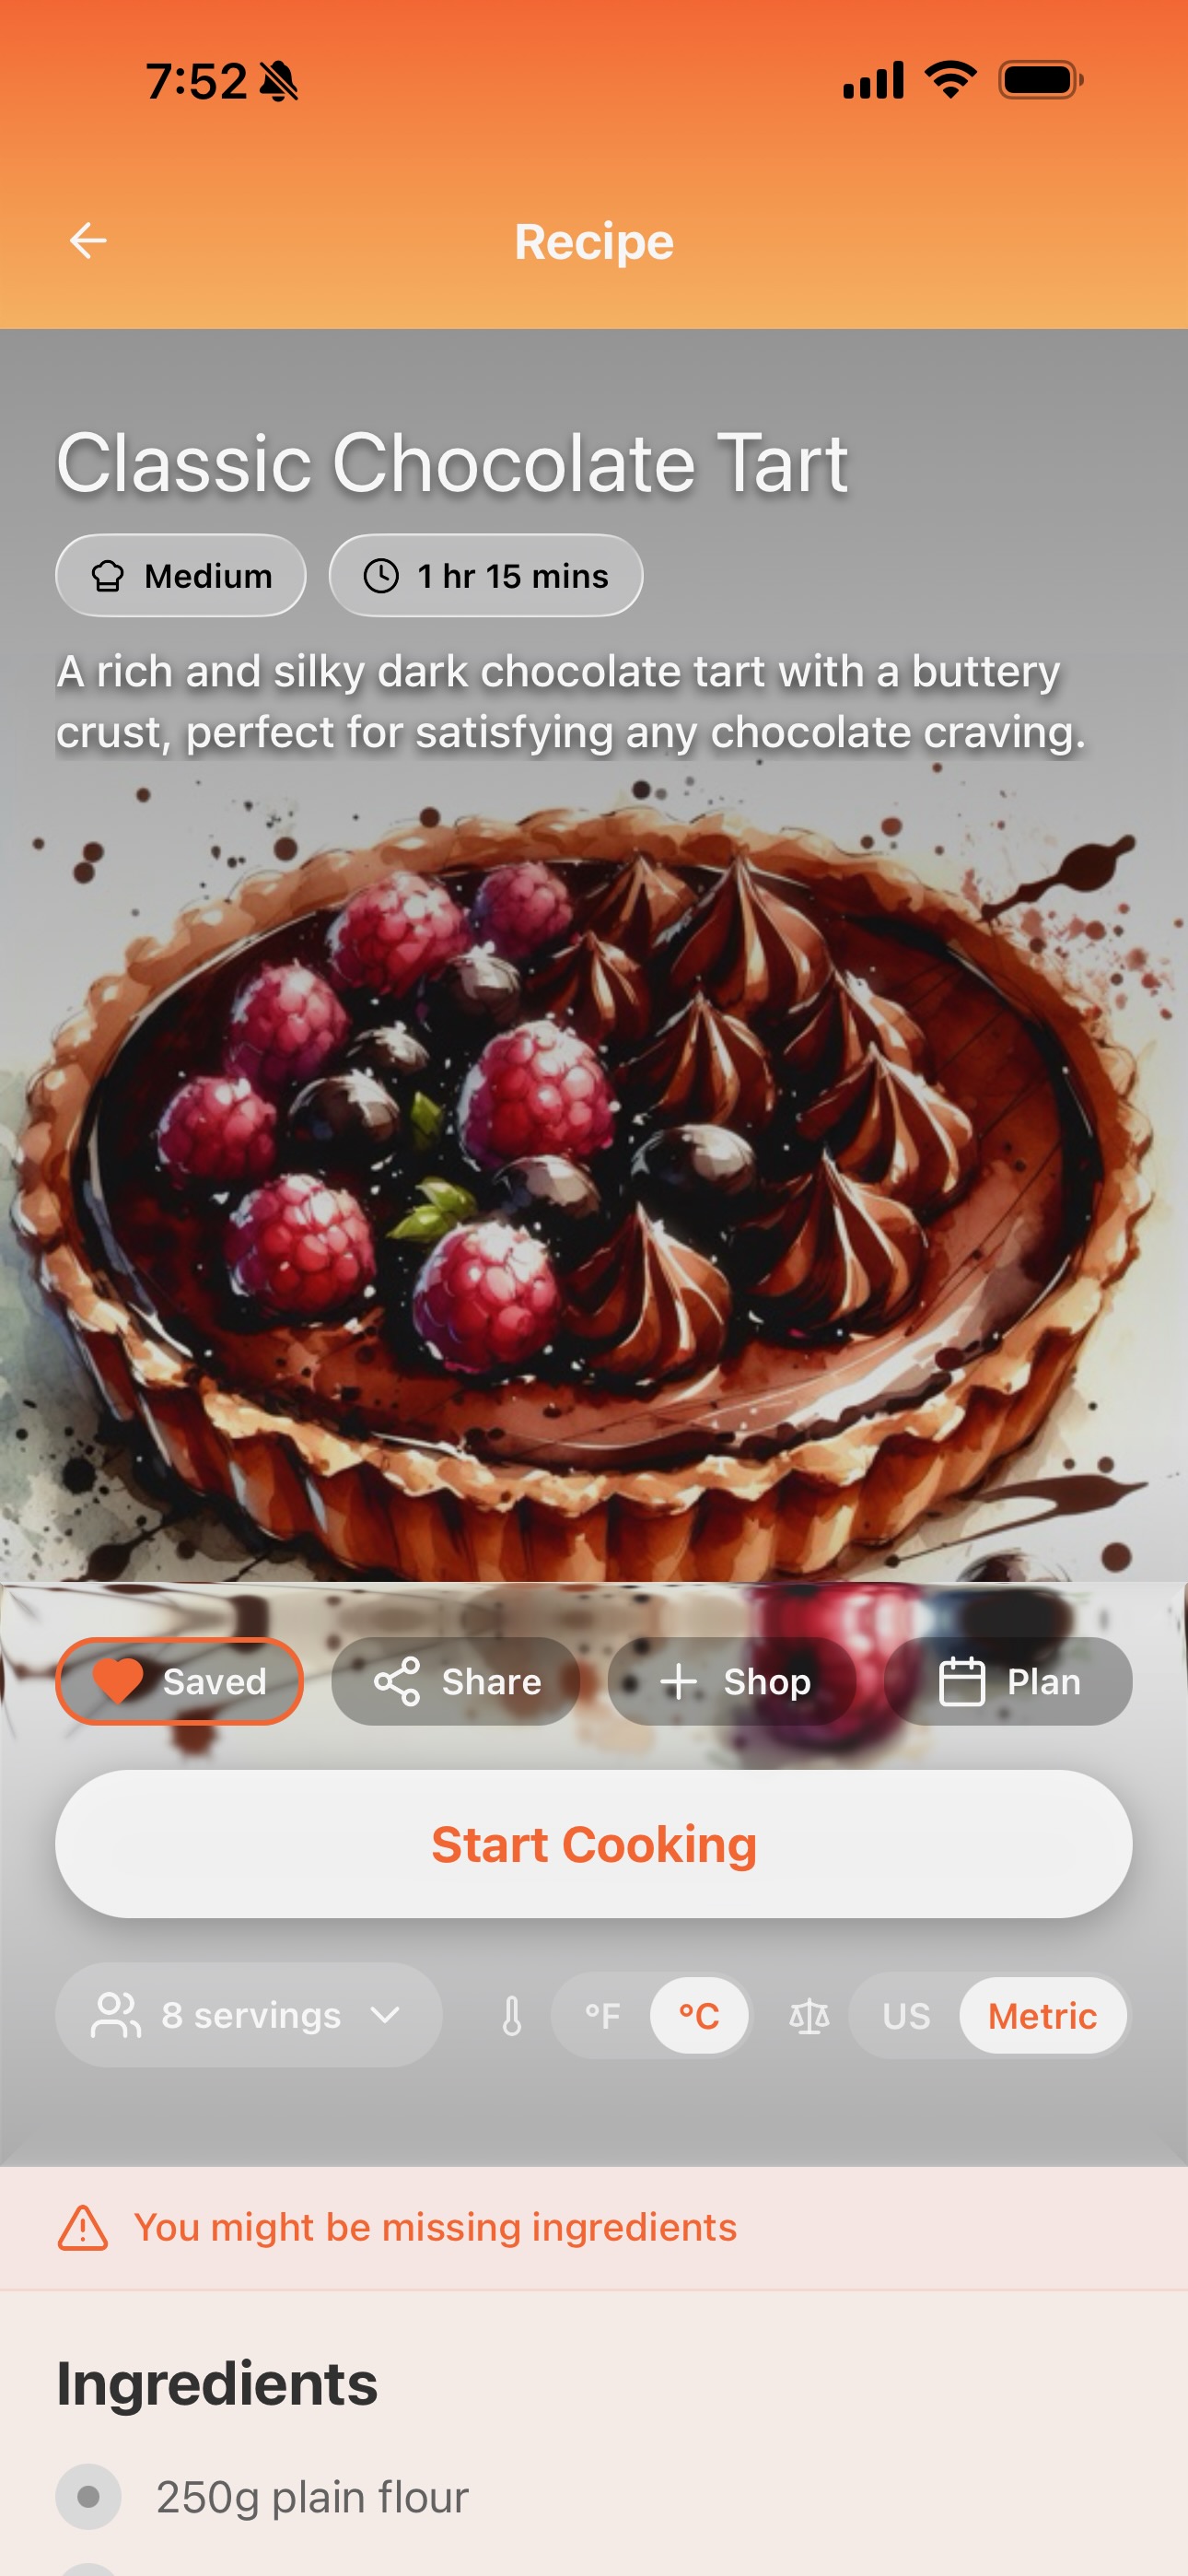 7:52
Recipe
Classic Chocolate Tart
Medium 1 hr 15 mins
A rich and silky dark chocolate tart with a buttery
crust, perfect for satisfying any chocolate craving.
Saved Share Shop Plan
Start Cooking
8 servings °F °C US Metric
You might be missing ingredients
Ingredients
250g plain flour